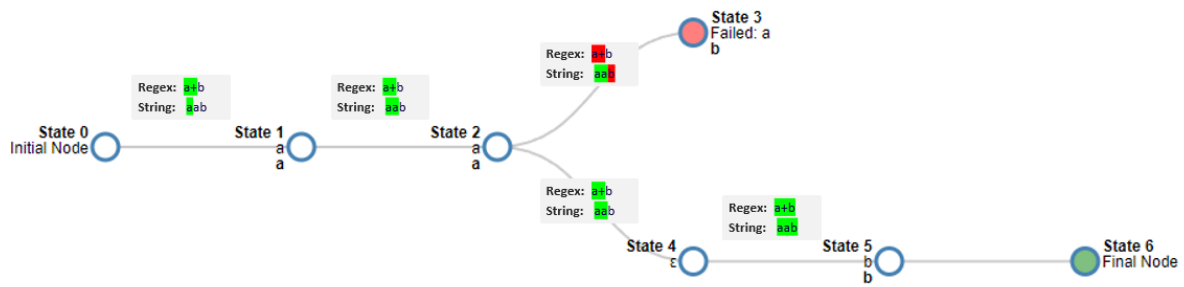 State 0
Initial Node
Regex: a+b
String: aab
State 1
a
a
Regex: a+b
String: aab
State 2
a
a
Regex: a+b
String: aab
State 3
Failed: a
b
Regex: a+b
String: aab
State 4
ε
Regex: a+b
String: aab
State 5
b
b
State 6
Final Node